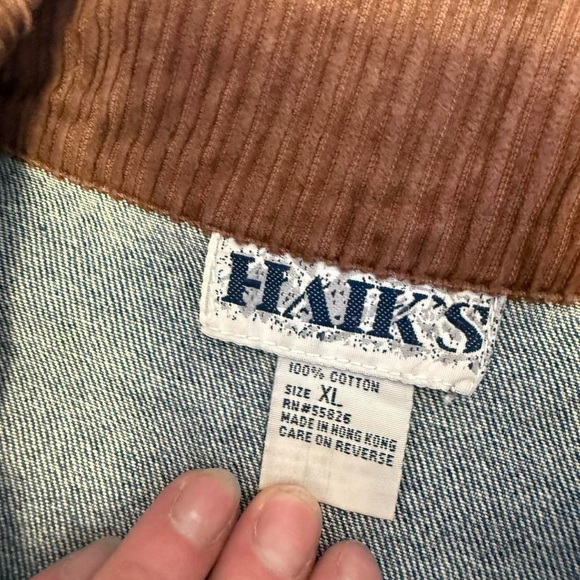 HAIK'S
100% COTTON
SIZE XL
RN#55826
MADE IN HONG KONG
CARE ON REVERSE